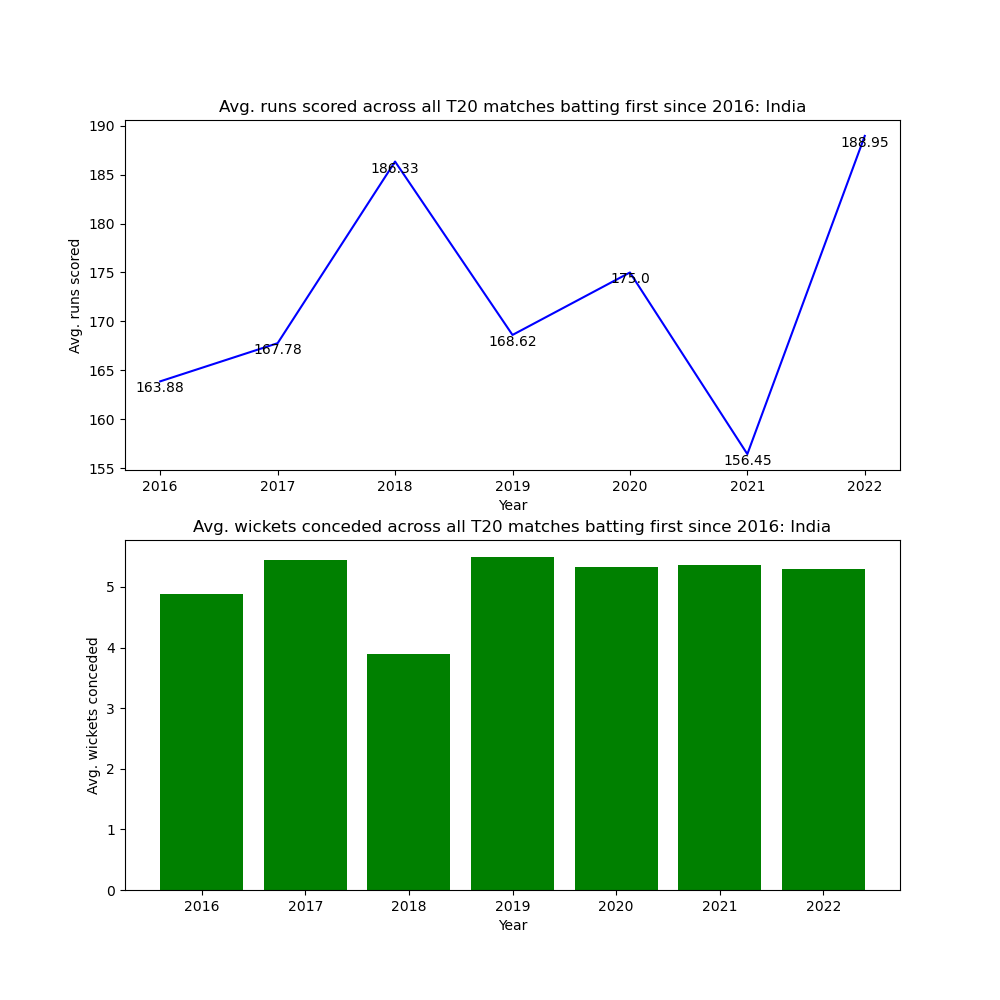 Avg. runs scored across all T20 matches batting first since 2016: India
190
185
180
175
170
165
160
155
Avg. runs scored
163.88
167.78
186.33
168.62
175.0
156.45
188.95
2016 2017 2018 2019 2020 2021 2022
Year
Avg. wickets conceded across all T20 matches batting first since 2016: India
5
4
3
2
1
0
Avg. wickets conceded
2016 2017 2018 2019 2020 2021 2022
Year